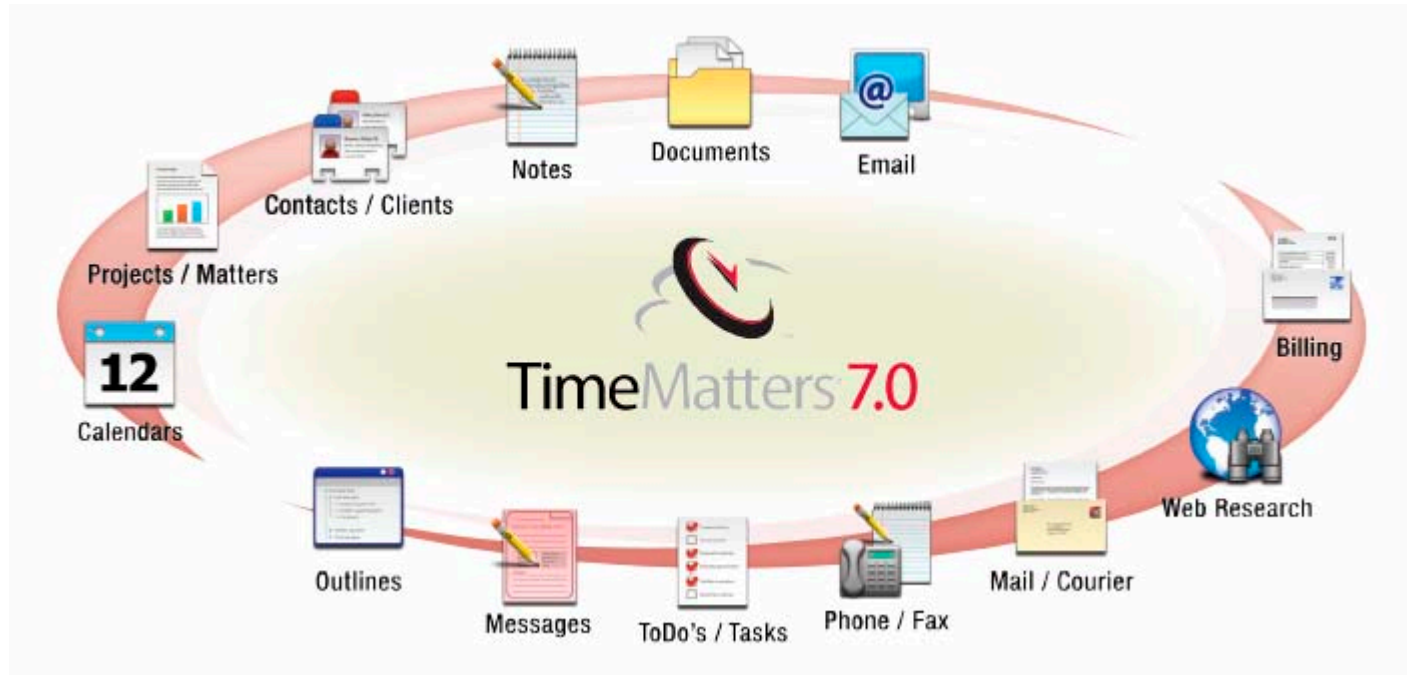 Notes
Documents
Email
Contacts / Clients
Projects / Matters
12
Calendars
@
TimeMatters 7.0
Billing
Web Research
Mail / Courier
Phone / Fax
ToDo's / Tasks
Messages
Outlines